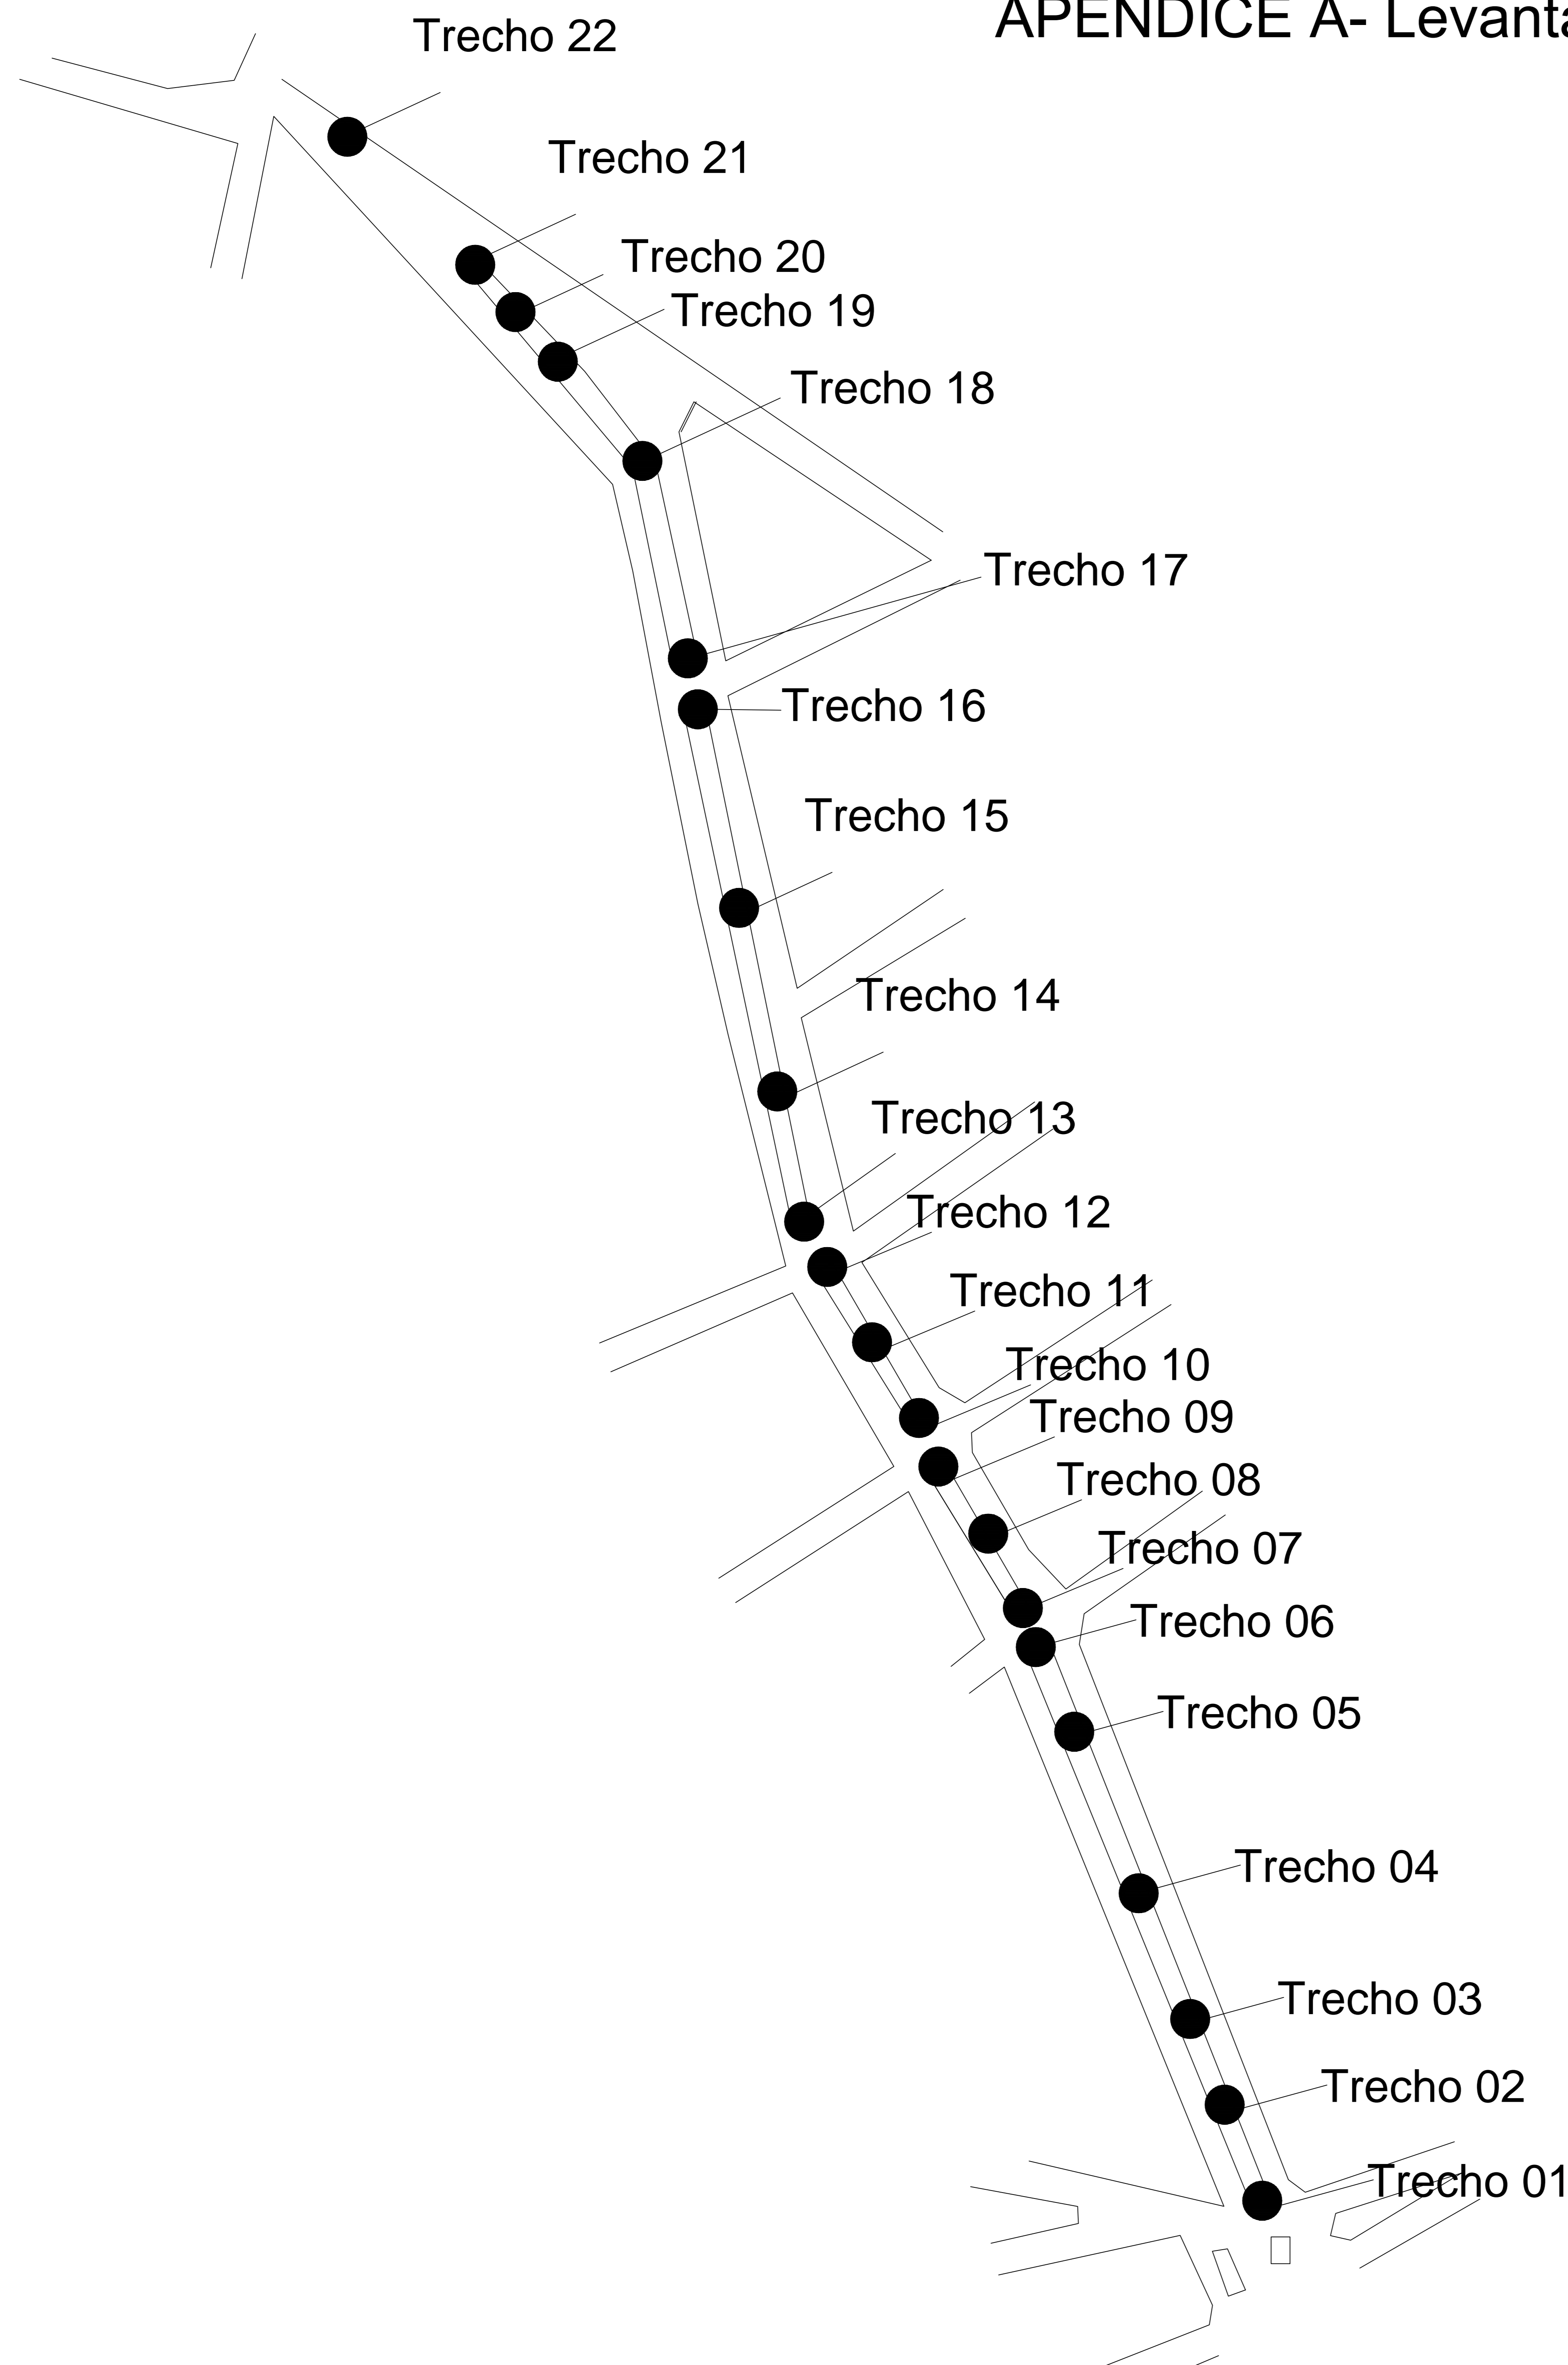 APENDICE A- Levanta
Trecho 22
Trecho 21
Trecho 20
Trecho 19
Trecho 18
Trecho 17
Trecho 16
Trecho 15
Trecho 14
Trecho 13
Trecho 12
Trecho 11
Trecho 10
Trecho 09
Trecho 08
Trecho 07
Trecho 06
Trecho 05
Trecho 04
Trecho 03
Trecho 02
Trecho 01